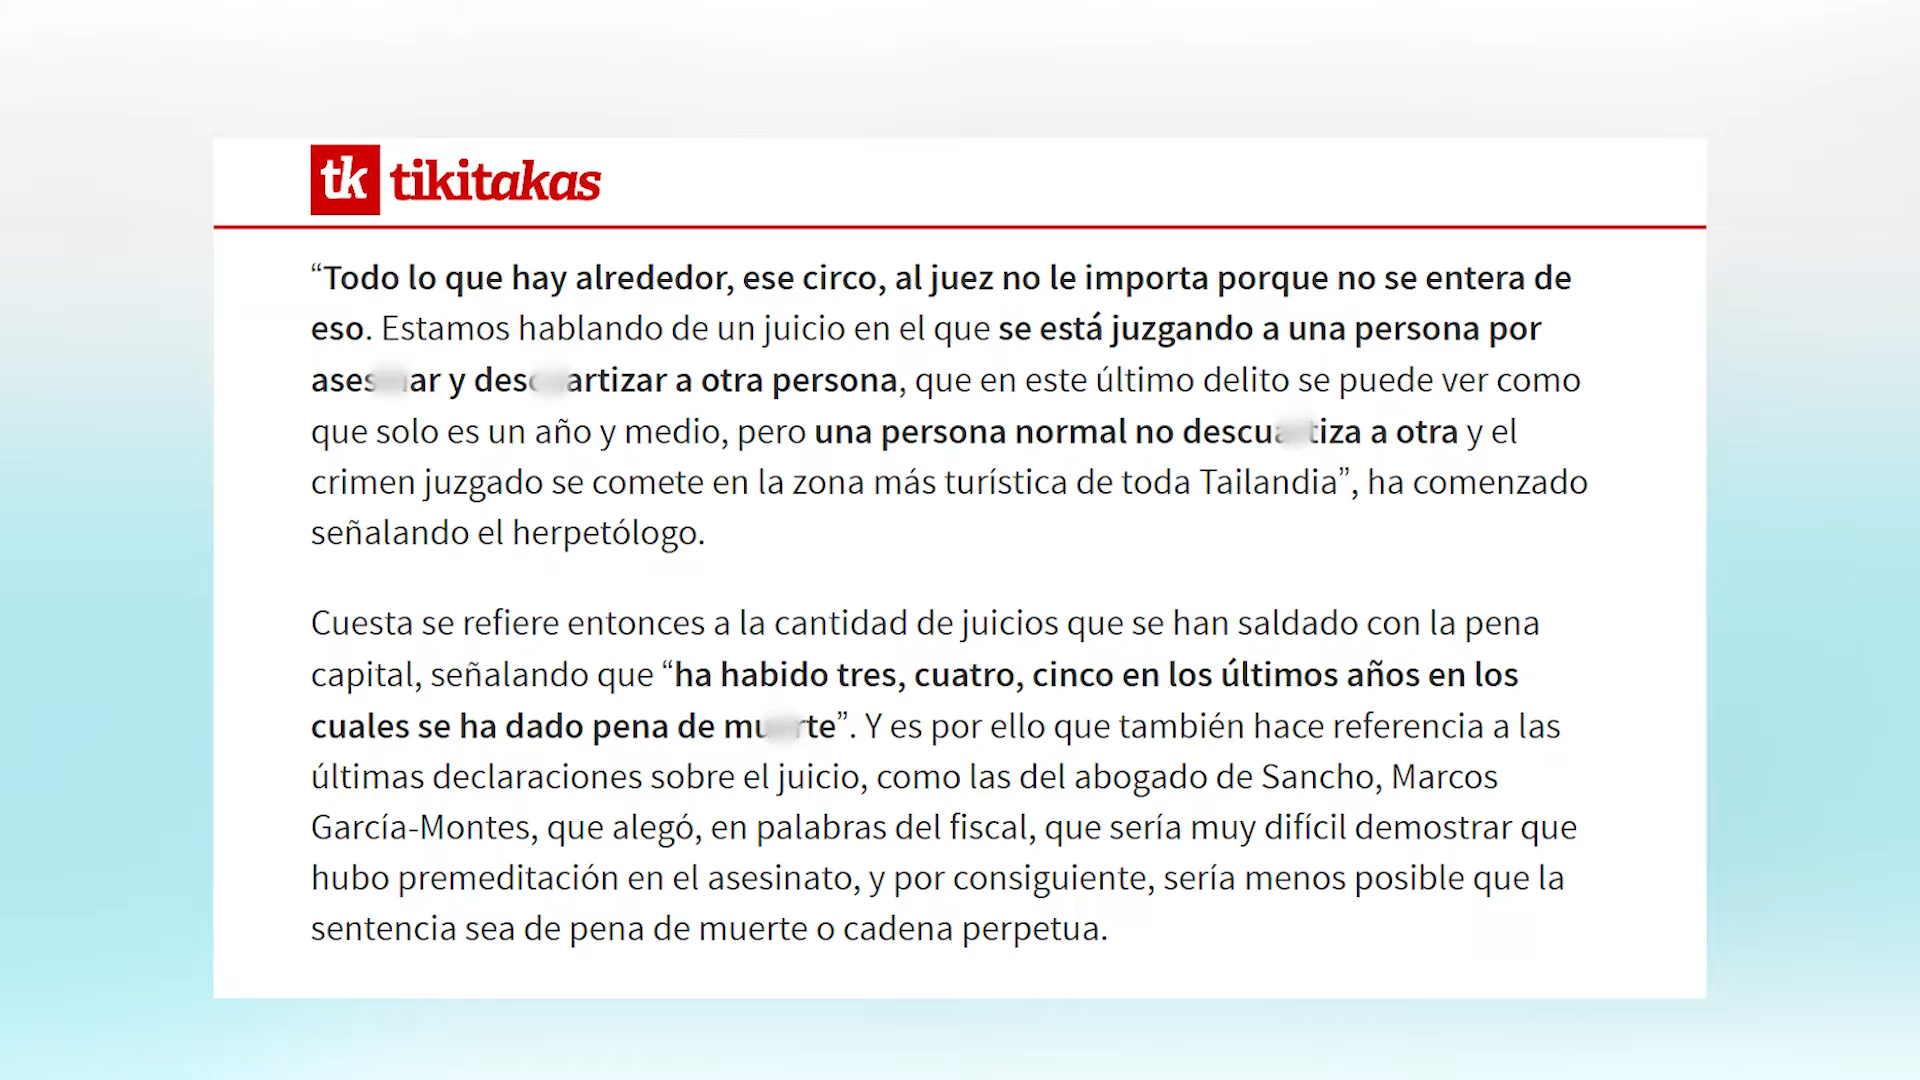 tk tikitakas
“Todo lo que hay alrededor, ese circo, al juez no le importa porque no se entera de
eso. Estamos hablando de un juicio en el que se está juzgando a una persona por
y a otra persona, que en este último delito se puede ver como
que solo es un año y medio, pero una persona normal no a otra y el
crimen juzgado se comete en la zona más turística de toda Tailandia”, ha comenzado
señalando el herpetólogo.
Cuesta se refiere entonces a la cantidad de juicios que se han saldado con la pena
capital, señalando que “ha habido tres, cuatro, cinco en los últimos años en los
cuales se ha dado pena de . Y es por ello que también hace referencia a las
últimas declaraciones sobre el juicio, como las del abogado de Sancho, Marcos
García-Montes, que alegó, en palabras del fiscal, que sería muy difícil demostrar que
hubo premeditación en el asesinato, y por consiguiente, sería menos posible que la
sentencia sea de pena de muerte o cadena perpetua.